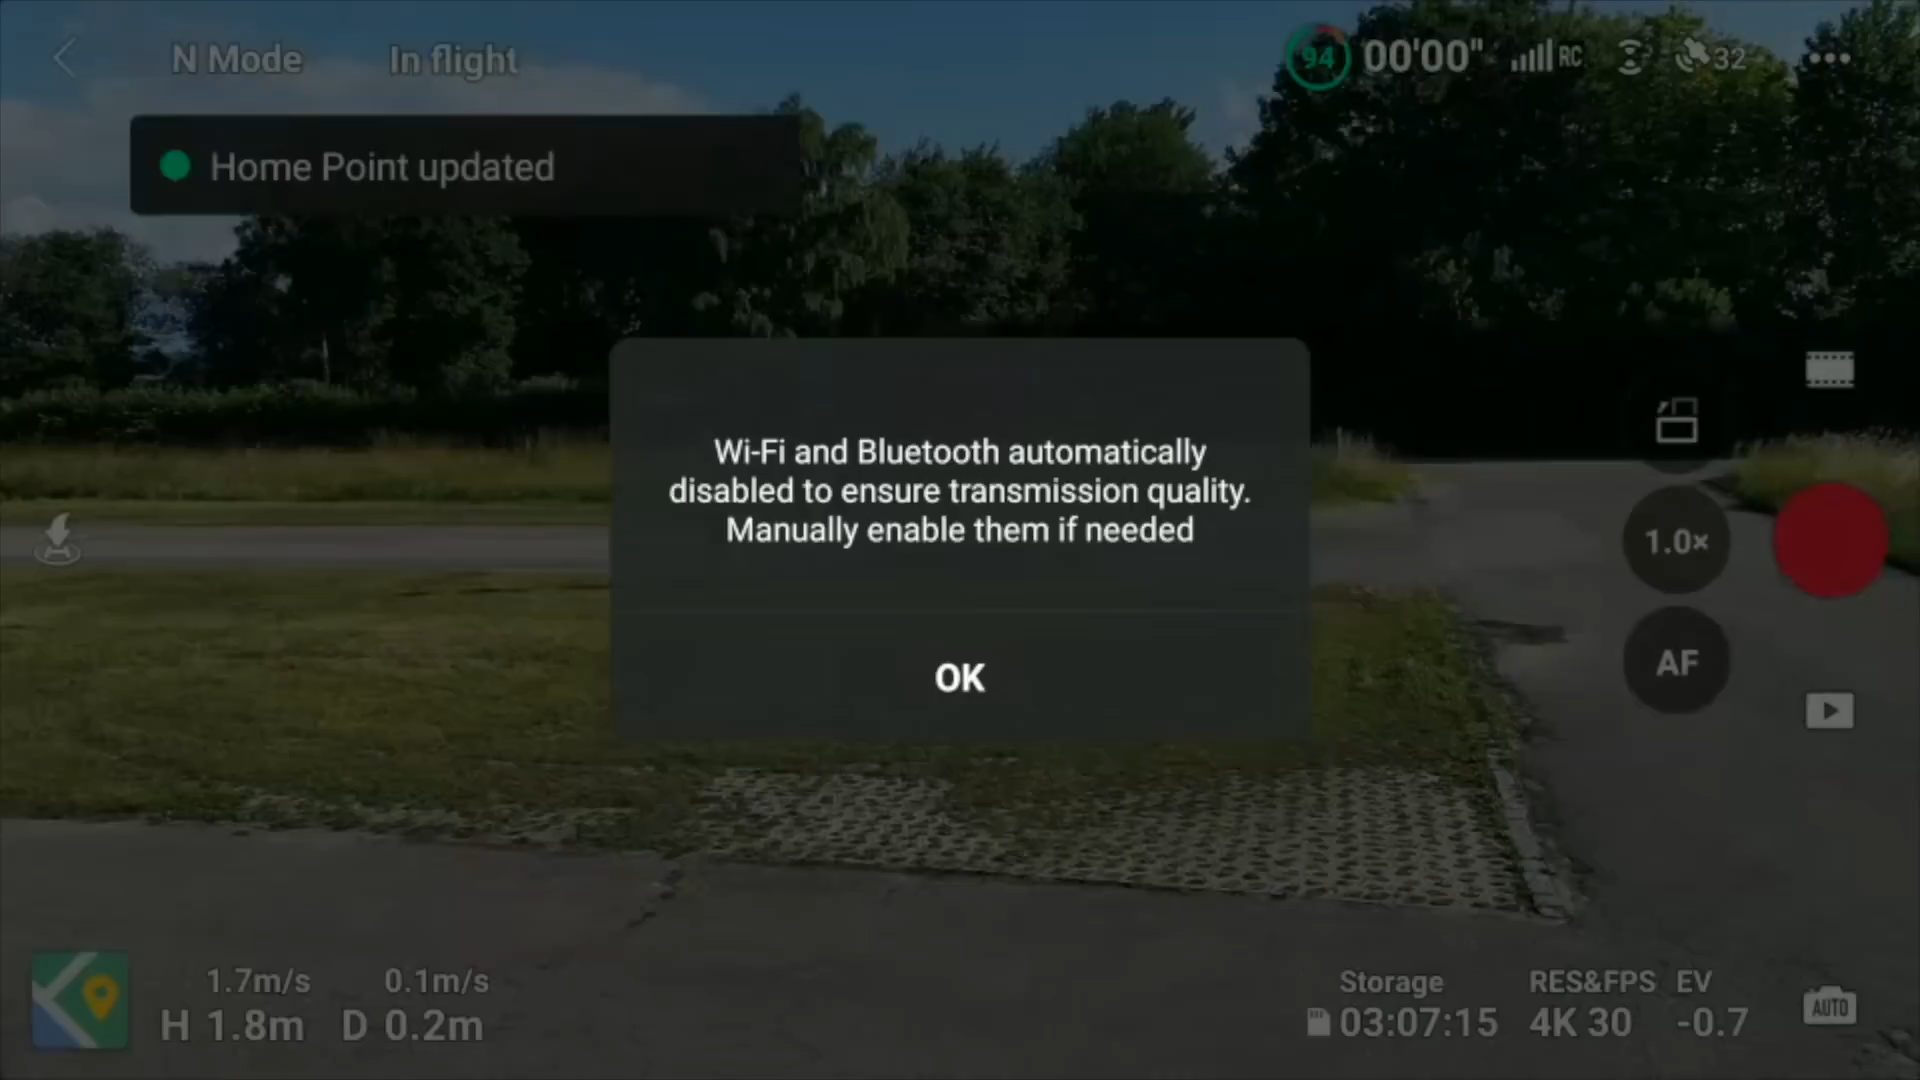 N Mode
In flight
94
00'00"
RC
32
Home Point updated
Wi-Fi and Bluetooth automatically
disabled to ensure transmission quality.
Manually enable them if needed
OK
1.0×
AF
1.7m/s
0.1m/s
H 1.8m
D 0.2m
Storage
03:07:15
RES&FPS
4K 30
EV
-0.7
AUTO